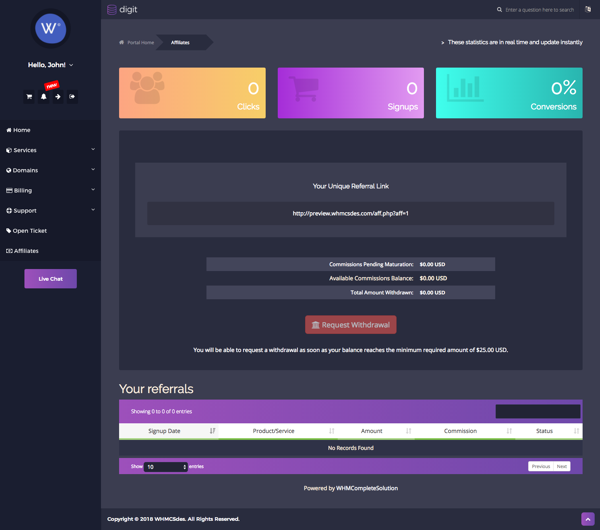 W
Hello, John!
new
Home
Services
Domains
Billing
Support
Open Ticket
Affiliates
Live Chat
digit
Enter a question here to search
Portal Home
Affiliates
> These statistics are in real time and update instantly
0
Clicks
0
Signups
0%
Conversions
Your Unique Referral Link
http://preview.whmcsdes.com/aff.php?aff=1
Commissions Pending Maturation: $0.00 USD
Available Commissions Balance: $0.00 USD
Total Amount Withdrawn: $0.00 USD
Request Withdrawal
You will be able to request a withdrawal as soon as your balance reaches the minimum required amount of $25.00 USD.
Your referrals
Showing 0 to 0 of 0 entries
Signup Date Product/Service Amount Commission Status
No Records Found
Show 10 entries
Previous Next
Powered by WHMCompleteSolution
Copyright © 2018 WHMCSdes. All Rights Reserved.